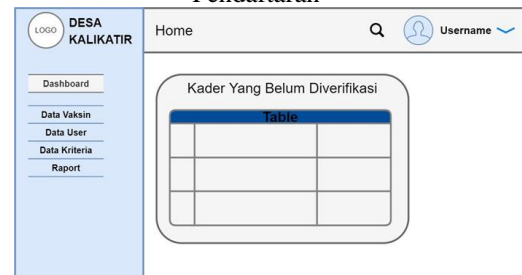 Pendaftaran
LOGO
DESA
KALIKATIR
Home
Username
Dashboard
Data Vaksin
Data User
Data Kriteria
Raport
Kader Yang Belum Diverifikasi
Table